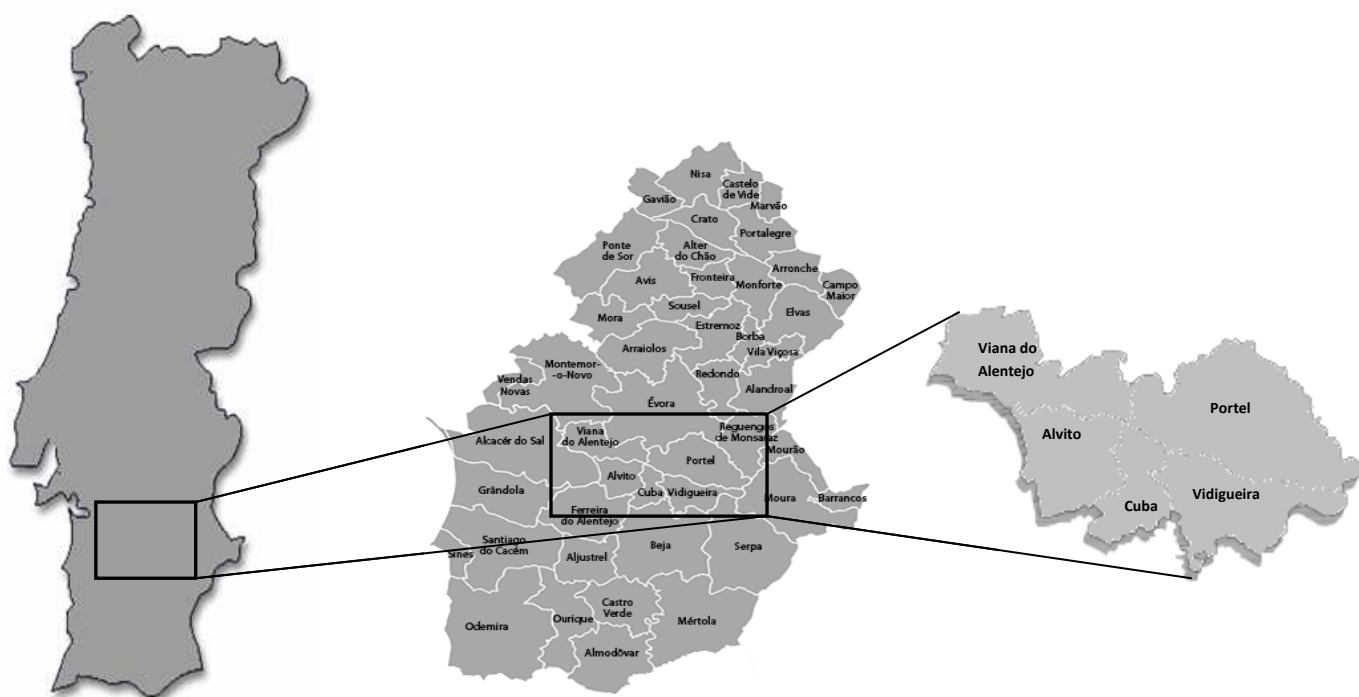 Nisa
Castelo
de Vide
Gavião
Marvão
Crato
Portalegre
Ponte
de Sor
Alter
do Chão
Arronche
Fronteira
Monforte
Campo
Maior
Avis
Sousel
Elvas
Mora
Estremoz
Borba
Arraiolos
Vila Viçosa
Montemor-
-o-Novo
Redondo
Vendas
Novas
Alandroal
Évora
Reguengos
de Monsaraz
Alcacér do Sal
Viana
do Alentejo
Mourão
Portel
Alvito
Grândola
Cuba
Vidigueira
Moura
Barrancos
Ferreira
do Alentejo
Santiago
do Cacém
Sines
Aljustrel
Beja
Serpa
Castro
Verde
Ourique
Odemira
Mértola
Almodôvar
Viana do
Alentejo
Portel
Alvito
Cuba
Vidigueira